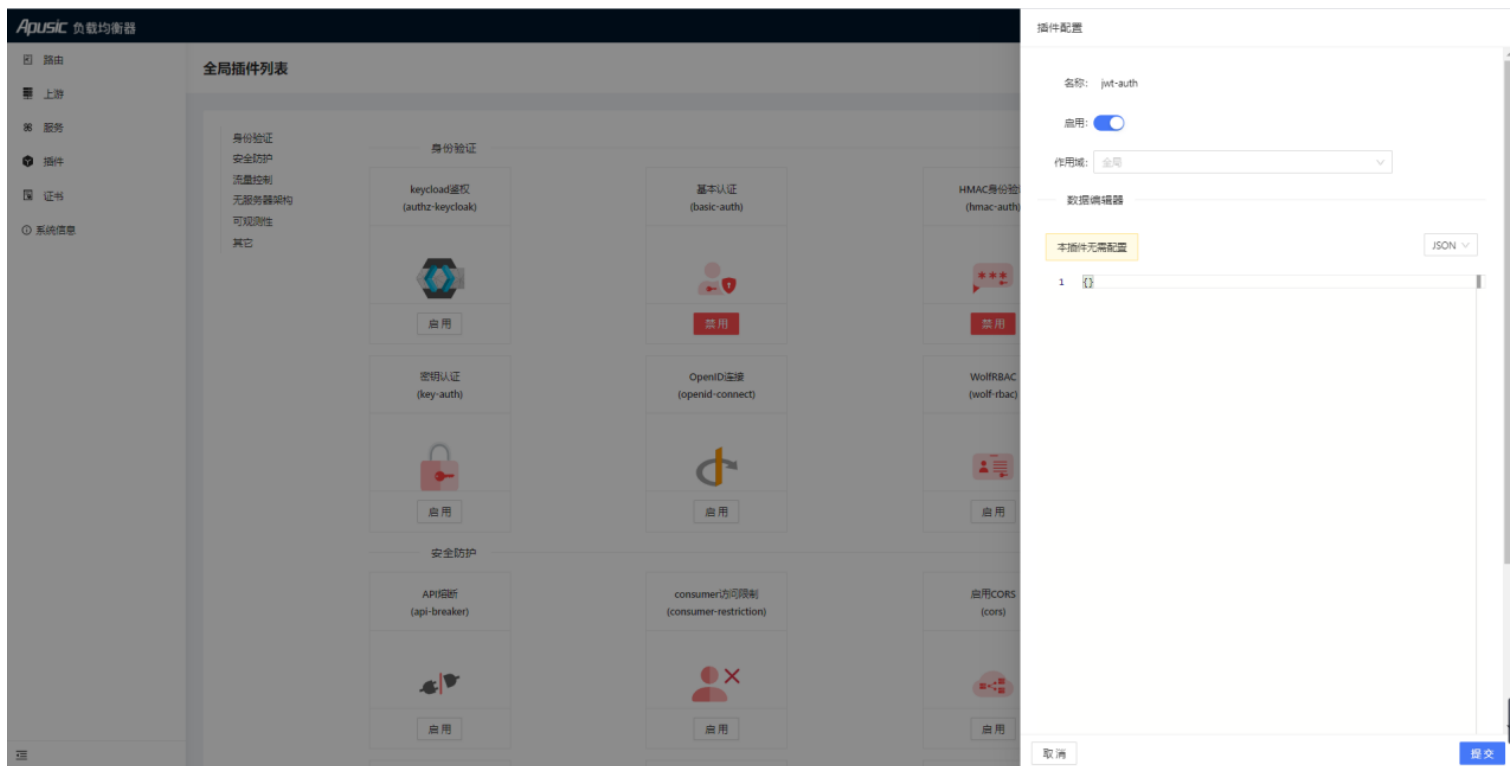 Apusic 负载均衡器
路由
上游
服务
插件
证书
系统信息
全局插件列表
身份验证
安全防护
流量控制
无服务器架构
可观测性
其它
身份验证
keycload鉴权
(authz-keycloak)
启用
基本认证
(basic-auth)
禁用
HMAC身份验
(hmac-auth)
禁用
密钥认证
(key-auth)
启用
OpenID连接
(openid-connect)
启用
WolfRBAC
(wolf-rbac)
启用
安全防护
API熔断
(api-breaker)
启用
consumer访问限制
(consumer-restriction)
启用
启用CORS
(cors)
启用
插件配置
名称: jwt-auth
启用:
作用域: 全局
数据编辑器
本插件无需配置
JSON
1 {}
取消
提交